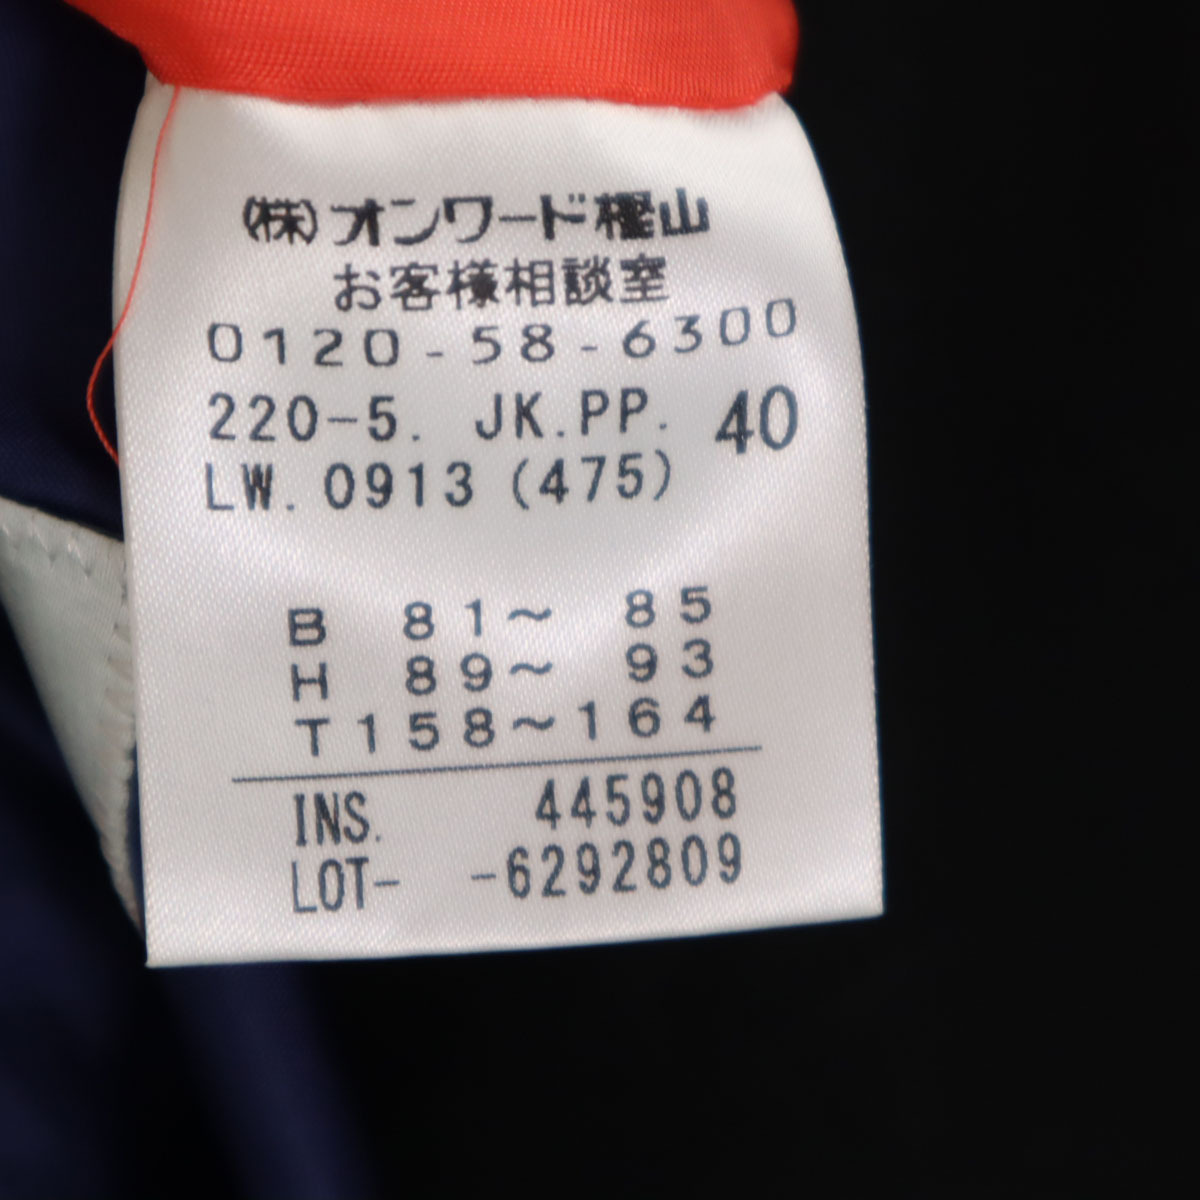 (株)オンワード樫山
お客様相談室
0120-58-6300
220-5. JK.PP. 40
LW. 0913 (475)
B 81～ 85
H 89～ 93
T158～164
INS. 445908
LOT- -6292809